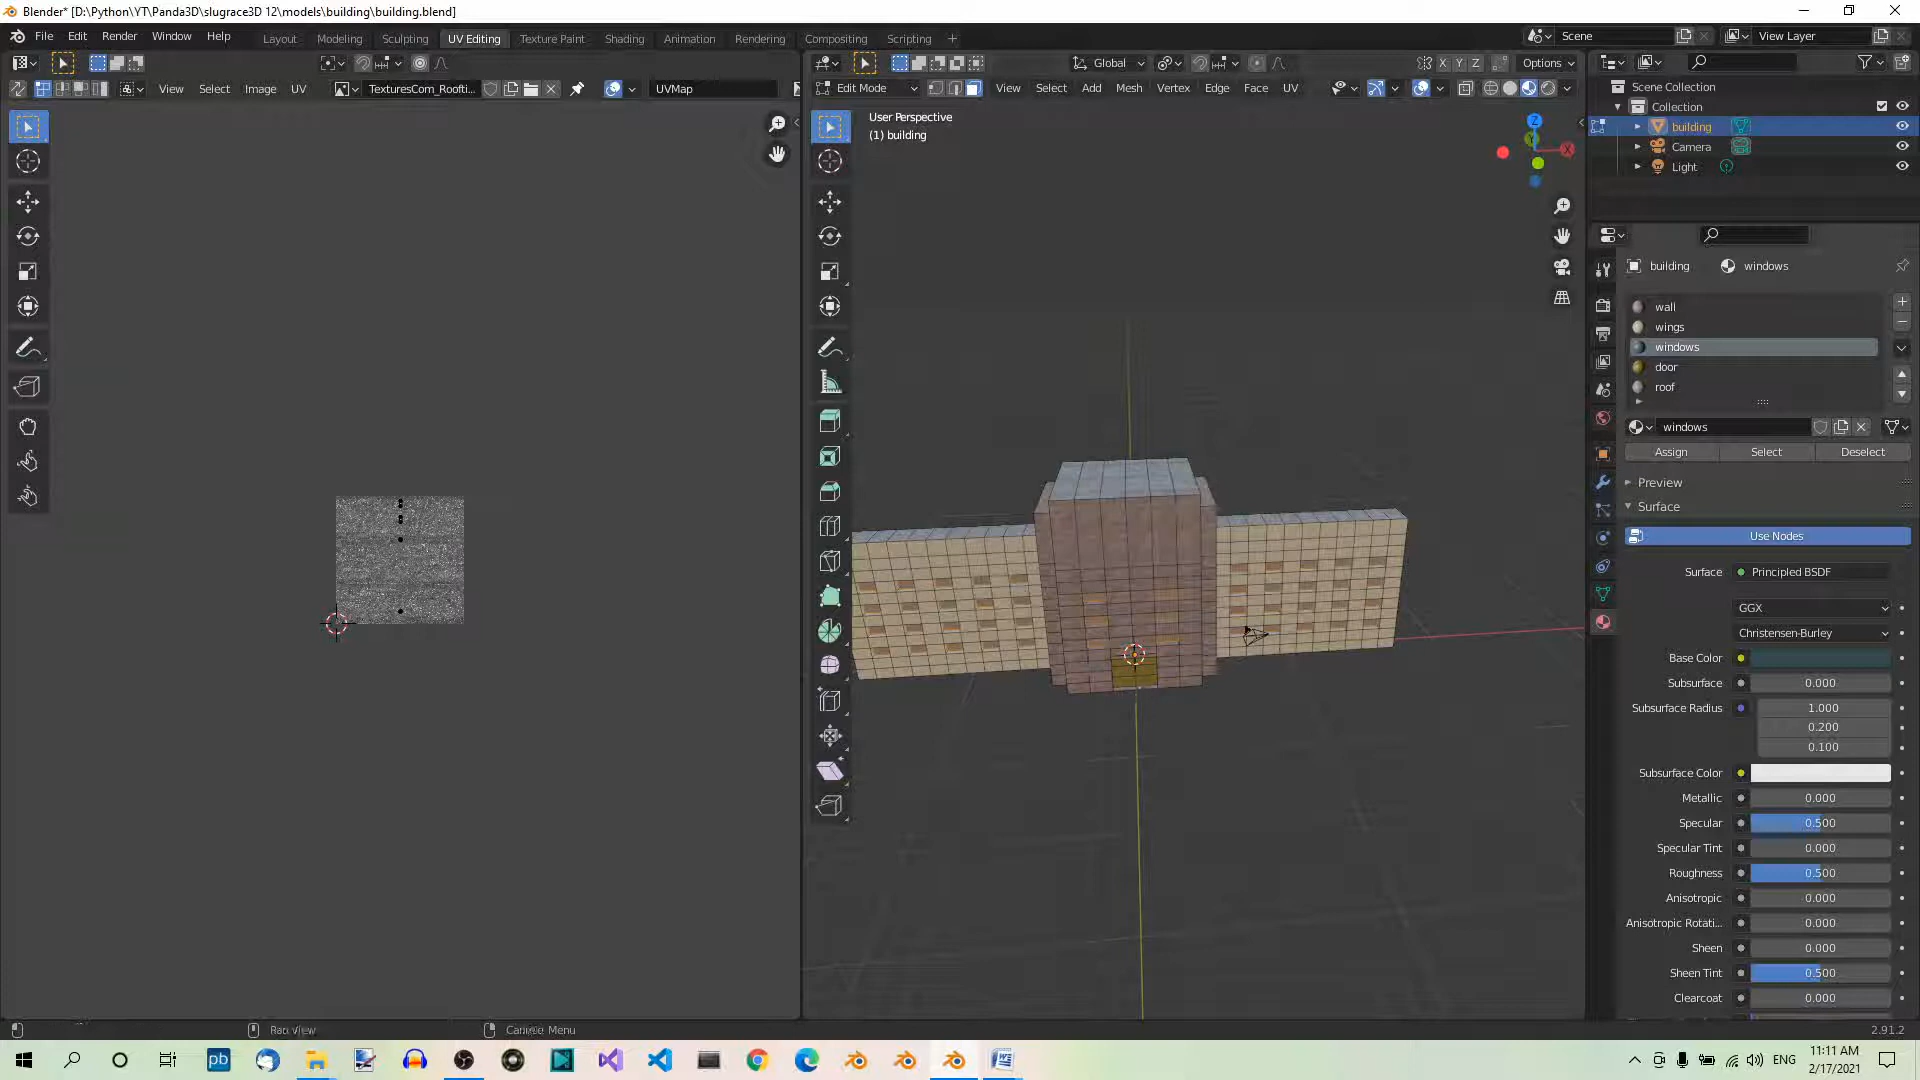 Blender* [D:\Python\YT\Panda3D\slugrace3D 12\models\building\building.blend]
File Edit Render Window Help Layout Modeling Sculpting UV Editing Texture Paint Shading Animation Rendering Compositing Scripting + Scene View Layer
Global X Y Z Options
View Select Image UV TexturesCom_Roofti... UVMap Edit Mode View Select Add Mesh Vertex Edge Face UV
Scene Collection
Collection
building
Camera
Light
User Perspective
(1) building
Z
X
building windows
wall
wings
windows
door
roof
windows
Assign Select Deselect
Preview
Surface
Use Nodes
Surface Principled BSDF
GGX
Christensen-Burley
Base Color
Subsurface 0.000
Subsurface Radius 1.000
0.200
0.100
Subsurface Color
Metallic 0.000
Specular 0.500
Specular Tint 0.000
Roughness 0.500
Anisotropic 0.000
Anisotropic Rotati... 0.000
Sheen 0.000
Sheen Tint 0.500
Clearcoat 0.000
View Menu 2.91.2
pb W ENG 11:11 AM
2/17/2021